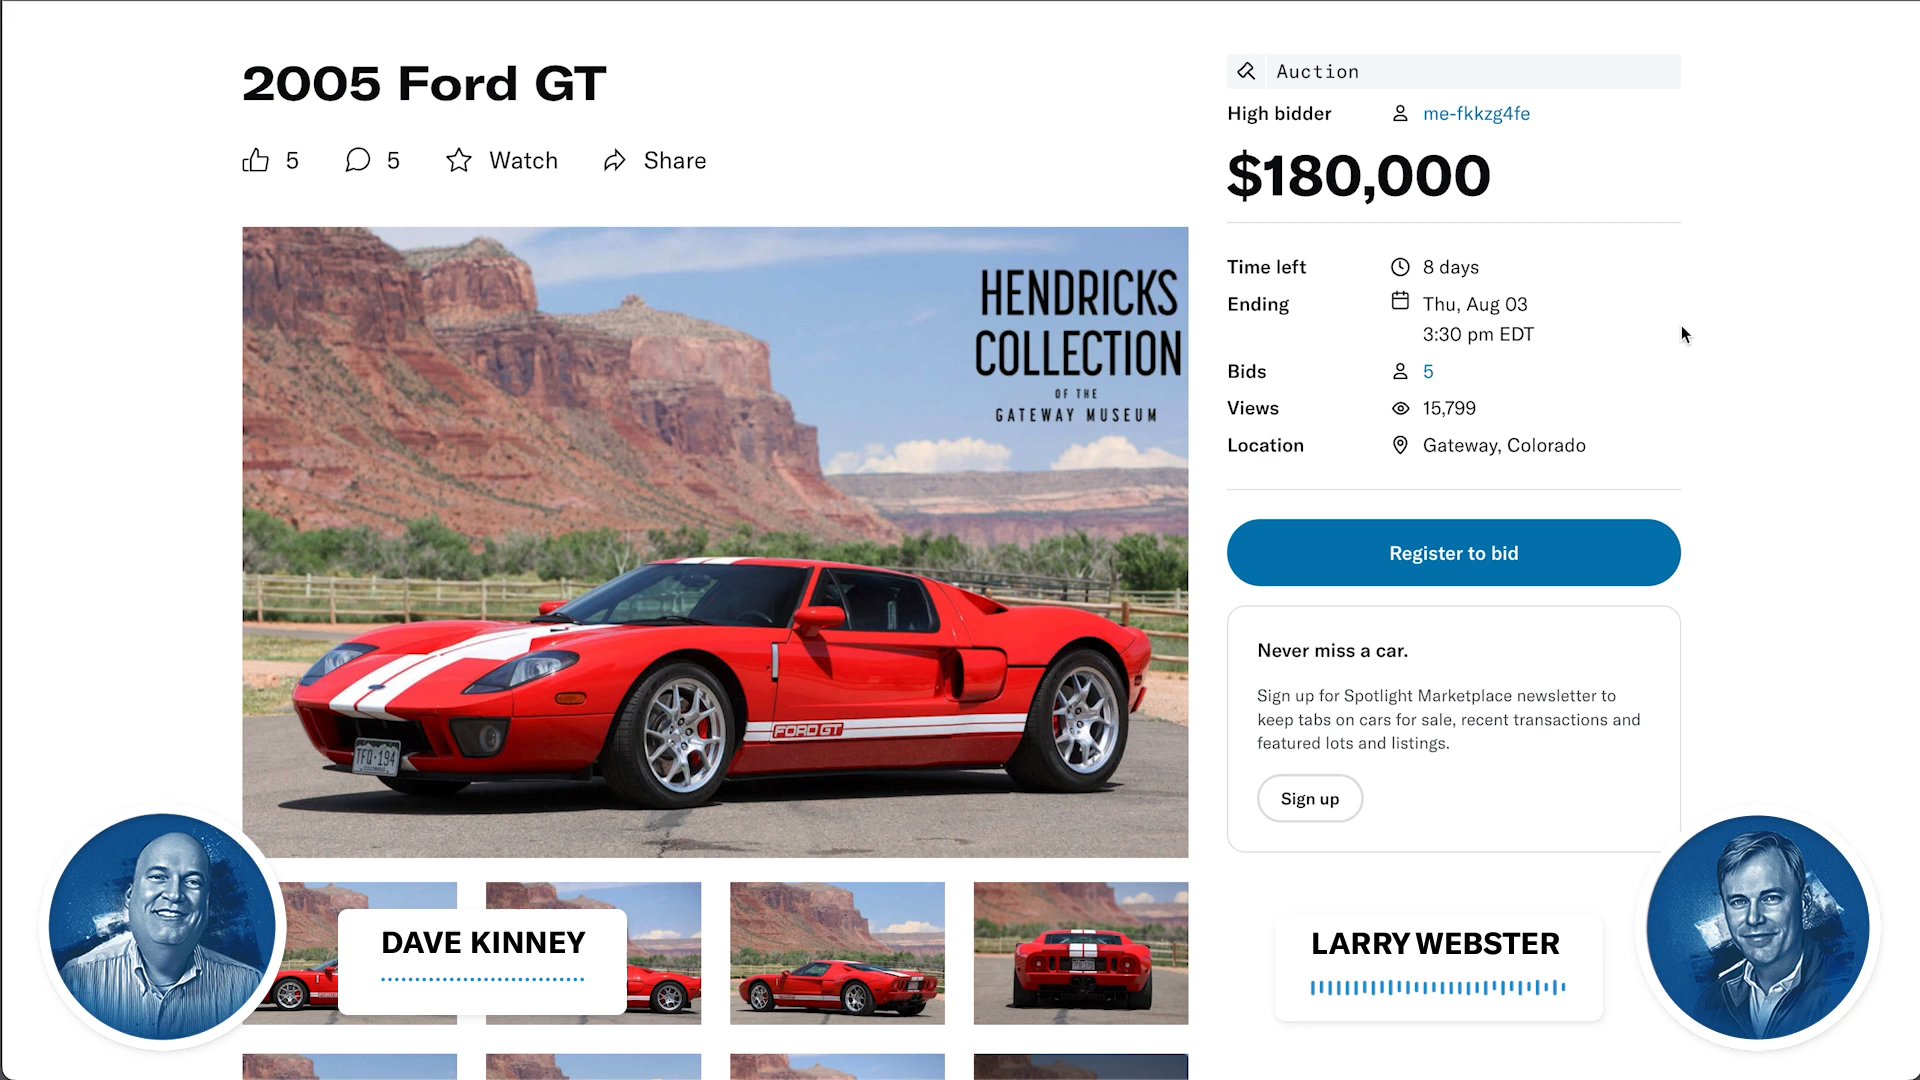 2005 Ford GT
5
5
Watch
Share
HENDRICKS
COLLECTION
OF THE
GATEWAY MUSEUM
FORD GT
TFQ-194
Auction
High bidder
me-fkkzg4fe
$180,000
Time left
8 days
Ending
Thu, Aug 03
3:30 pm EDT
Bids
5
Views
15,799
Location
Gateway, Colorado
Register to bid
Never miss a car.
Sign up for Spotlight Marketplace newsletter to
keep tabs on cars for sale, recent transactions and
featured lots and listings.
Sign up
DAVE KINNEY
LARRY WEBSTER